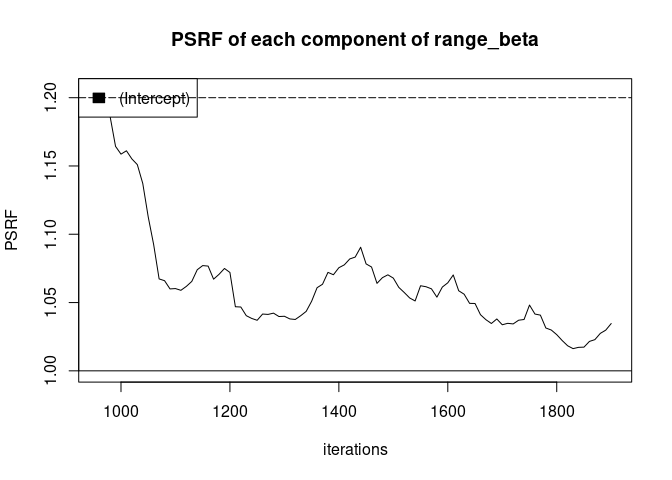 PSRF of each component of range_beta
(Intercept)
PSRF
1.20
1.15
1.10
1.05
1.00
1000 1200 1400 1600 1800
iterations